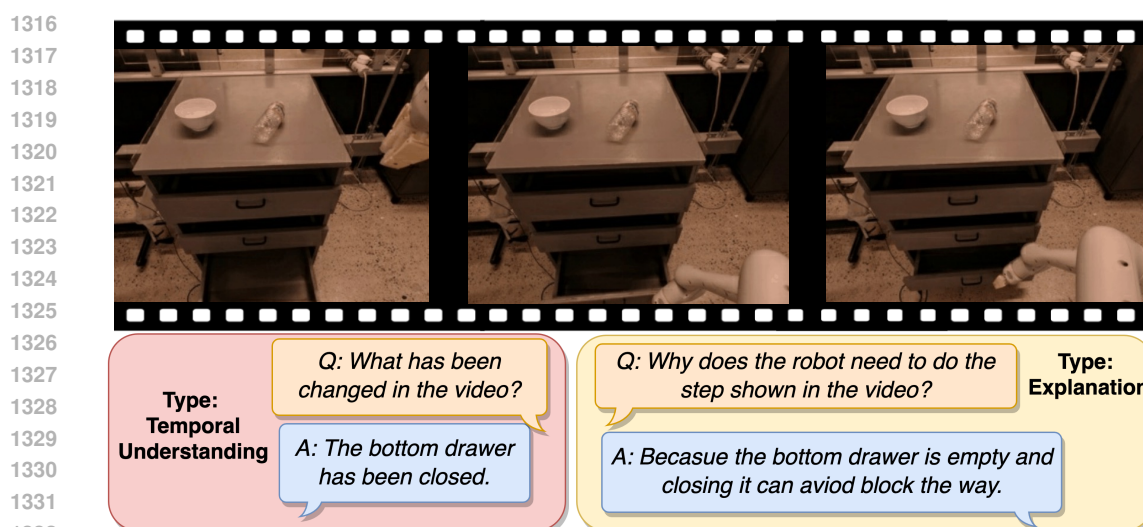 1316
1317
1318
1319
1320
1321
1322
1323
1324
1325
1326
1327
1328
1329
1330
1331
Type:
Temporal
Understanding
Q: What has been
changed in the video?
A: The bottom drawer
has been closed.
Q: Why does the robot need to do the
step shown in the video?
Type:
Explanation
A: Becasue the bottom drawer is empty and
closing it can aviod block the way.